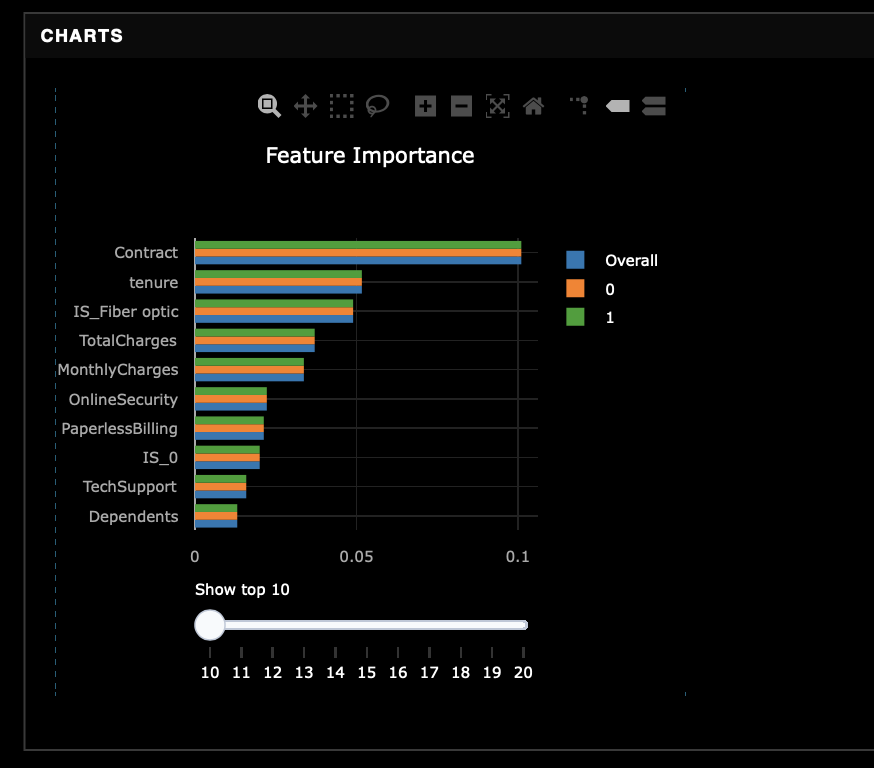 CHARTS
Feature Importance
Contract
tenure
IS_Fiber optic
TotalCharges
MonthlyCharges
OnlineSecurity
PaperlessBilling
IS_0
TechSupport
Dependents
0 0.05 0.1
Overall
0
1
Show top 10
10 11 12 13 14 15 16 17 18 19 20